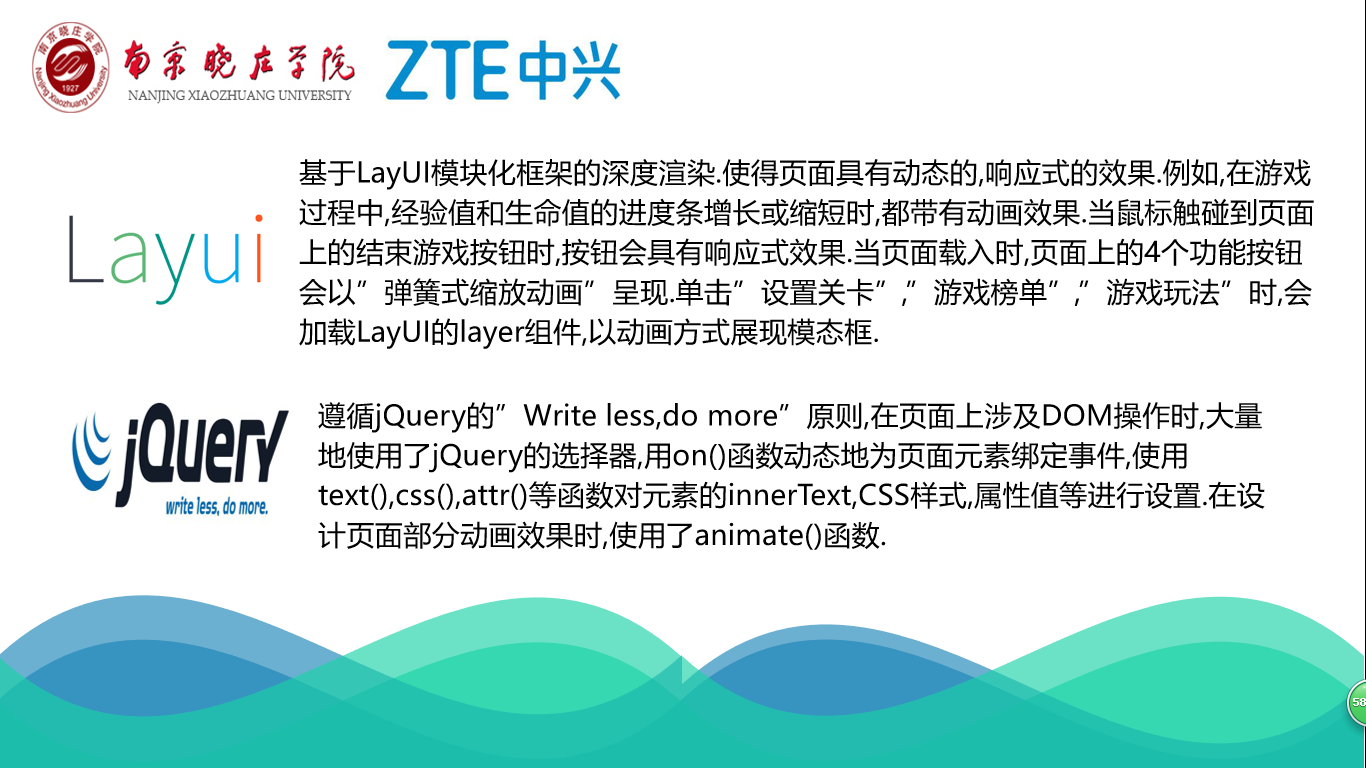 南京晓庄学院
Nanjing Xiaozhuang University
1927
南京晓庄学院
NANJING XIAOZHUANG UNIVERSITY
ZTE中兴
Layui
基于LayUI模块化框架的深度渲染.使得页面具有动态的,响应式的效果.例如,在游戏
过程中,经验值和生命值的进度条增长或缩短时,都带有动画效果.当鼠标触碰到页面
上的结束游戏按钮时,按钮会具有响应式效果.当页面载入时,页面上的4个功能按钮
会以”弹簧式缩放动画”呈现.单击”设置关卡”,”游戏榜单”,”游戏玩法”时,会
加载LayUI的layer组件,以动画方式展现模态框.
jQuery
write less, do more.
遵循jQuery的”Write less,do more”原则,在页面上涉及DOM操作时,大量
地使用了jQuery的选择器,用on()函数动态地为页面元素绑定事件,使用
text(),css(),attr()等函数对元素的innerText,CSS样式,属性值等进行设置.在设
计页面部分动画效果时,使用了animate()函数.
58